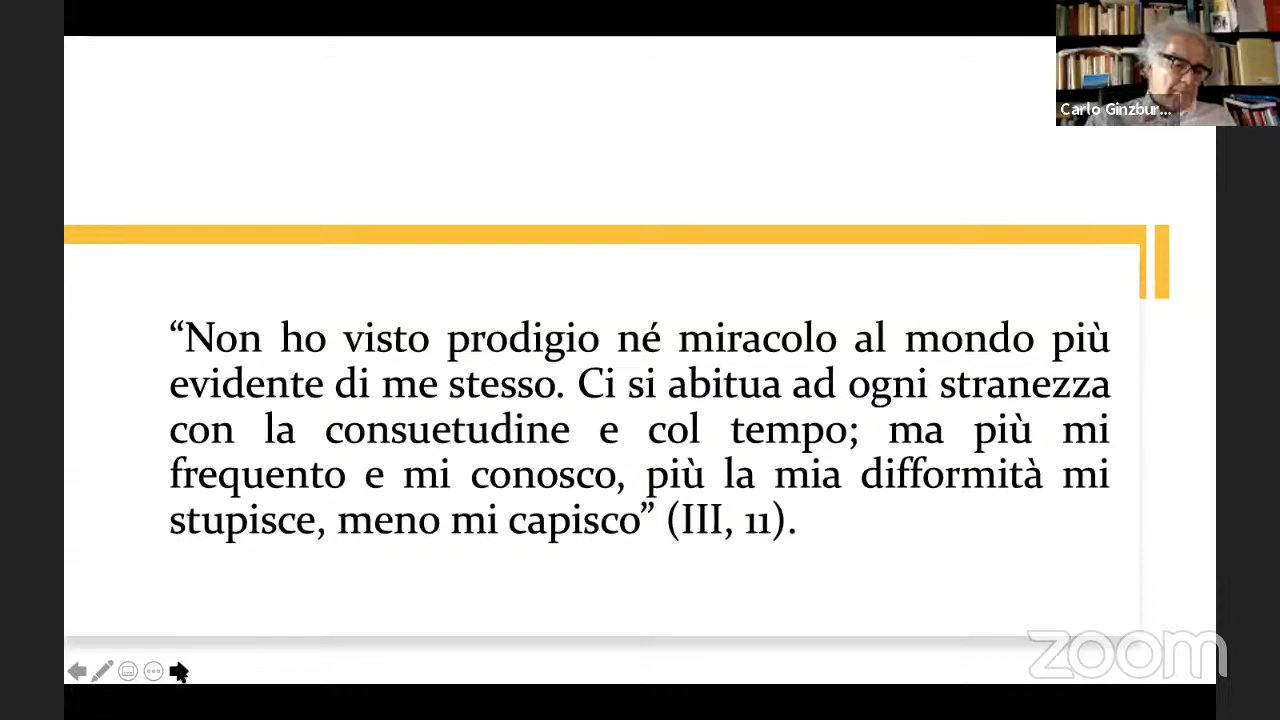 Carlo Ginzbur...
“Non ho visto prodigio né miracolo al mondo più
evidente di me stesso. Ci si abitua ad ogni stranezza
con la consuetudine e col tempo; ma più mi
frequento e mi conosco, più la mia difformità mi
stupisce, meno mi capisco” (III, 11).
zoom